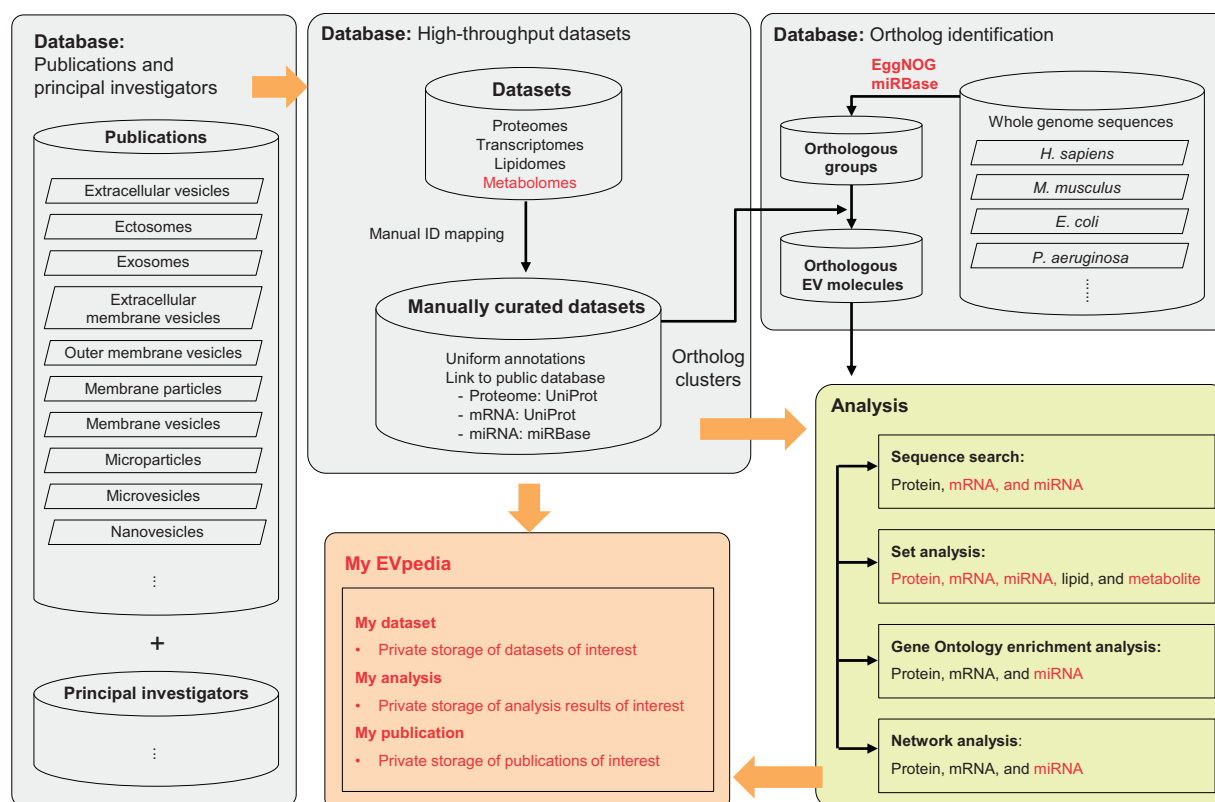 Database:
Publications and
principal investigators
Publications
Extracellular vesicles
Ectosomes
Exosomes
Extracellular
membrane vesicles
Outer membrane vesicles
Membrane particles
Membrane vesicles
Microparticles
Microvesicles
Nanovesicles
⋮
+
Principal investigators
⋮
Database: High-throughput datasets
Datasets
Proteomes
Transcriptomes
Lipidomes
Metabolomes
Manual ID mapping
Manually curated datasets
Uniform annotations
Link to public database
- Proteome: UniProt
- mRNA: UniProt
- miRNA: miRBase
Ortholog
clusters
Database: Ortholog identification
EggNOG
miRBase
Orthologous
groups
Orthologous
EV molecules
Whole genome sequences
H. sapiens
M. musculus
E. coli
P. aeruginosa
⋮
My EVpedia
My dataset
• Private storage of datasets of interest
My analysis
• Private storage of analysis results of interest
My publication
• Private storage of publications of interest
Analysis
Sequence search:
Protein, mRNA, and miRNA
Set analysis:
Protein, mRNA, miRNA, lipid, and metabolite
Gene Ontology enrichment analysis:
Protein, mRNA, and miRNA
Network analysis:
Protein, mRNA, and miRNA